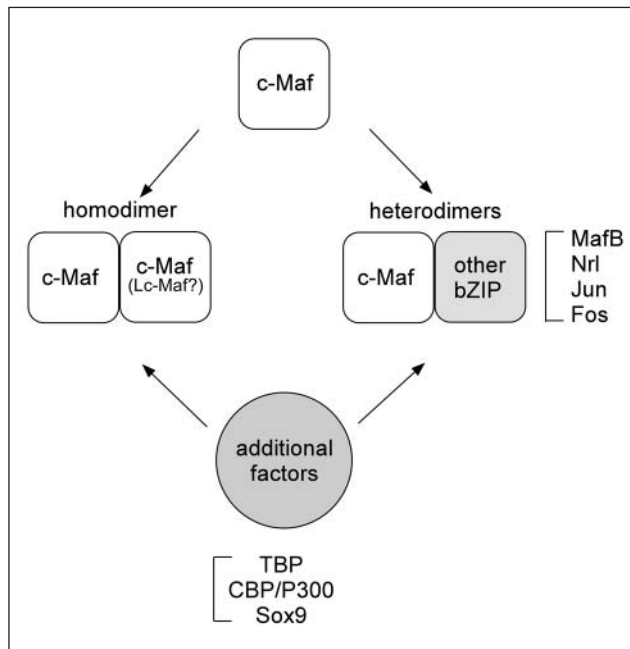 c-Maf
homodimer
heterodimers
c-Maf
c-Maf
(Lc-Maf?)
c-Maf
other
bZIP
MafB
Nrl
Jun
Fos
additional
factors
TBP
CBP/P300
Sox9